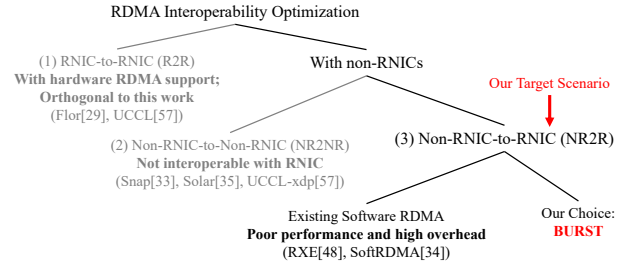 RDMA Interoperability Optimization
(1) RNIC-to-RNIC (R2R)
With hardware RDMA support;
Orthogonal to this work
(Flor[29], UCCL[57])
With non-RNICs
Our Target Scenario
(2) Non-RNIC-to-Non-RNIC (NR2NR)
Not interoperable with RNIC
(Snap[33], Solar[35], UCCL-xdp[57])
(3) Non-RNIC-to-RNIC (NR2R)
Existing Software RDMA
Poor performance and high overhead
(RXE[48], SoftRDMA[34])
Our Choice:
BURST